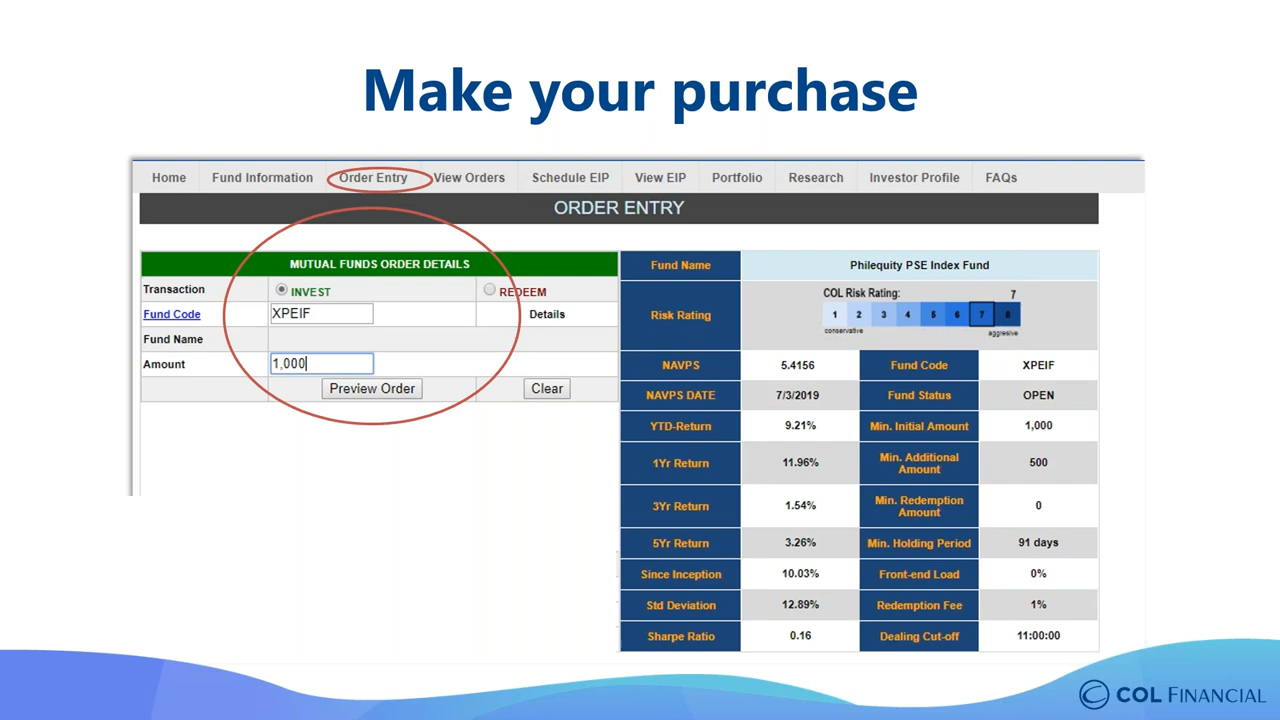 Make your purchase
Home Fund Information Order Entry View Orders Schedule EIP View EIP Portfolio Research Investor Profile FAQs
ORDER ENTRY
MUTUAL FUNDS ORDER DETAILS
Transaction INVEST REDEEM
Fund Code XPEIF Details
Fund Name
Amount 1,000
Preview Order Clear
Fund Name Philequity PSE Index Fund
Risk Rating COL Risk Rating: 7
1 2 3 4 5 6 7 8
conservative aggresive
NAVPS 5.4156 Fund Code XPEIF
NAVPS DATE 7/3/2019 Fund Status OPEN
YTD-Return 9.21% Min. Initial Amount 1,000
1Yr Return 11.96% Min. Additional Amount 500
3Yr Return 1.54% Min. Redemption Amount 0
5Yr Return 3.26% Min. Holding Period 91 days
Since Inception 10.03% Front-end Load 0%
Std Deviation 12.89% Redemption Fee 1%
Sharpe Ratio 0.16 Dealing Cut-off 11:00:00
COL FINANCIAL